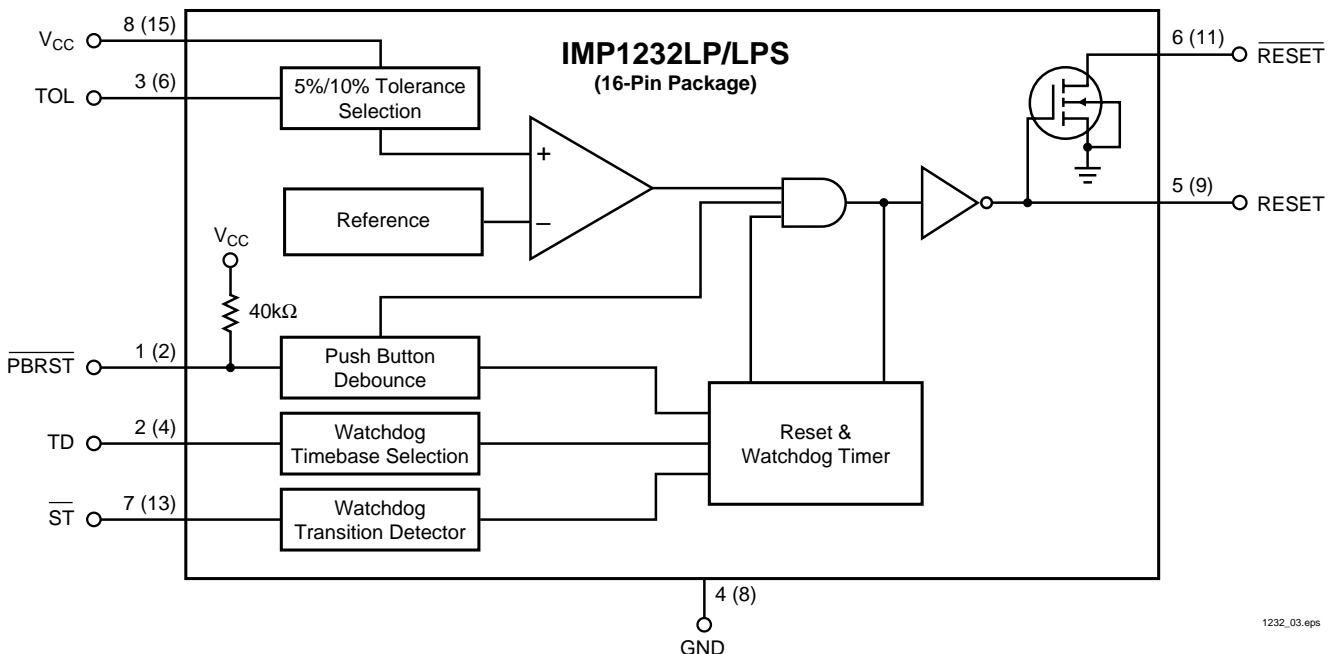 8 (15)
VCC
IMP1232LP/LPS
(16-Pin Package)
6 (11)
RESET
3 (6)
TOL
5%/10% Tolerance
Selection
+
5 (9)
RESET
Reference
–
VCC
40kΩ
1 (2)
PBRST
Push Button
Debounce
2 (4)
TD
Watchdog
Timebase Selection
Reset &
Watchdog Timer
7 (13)
ST
Watchdog
Transition Detector
4 (8)
GND
1232_03.eps